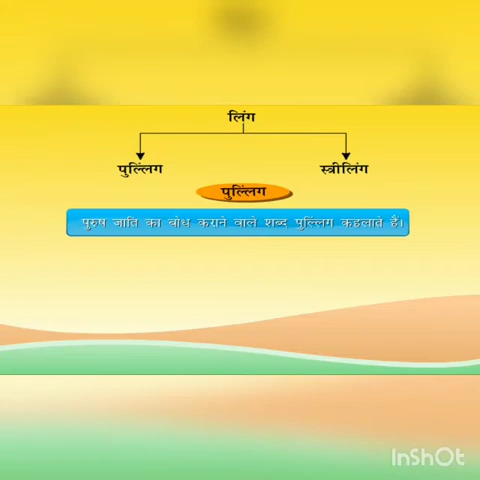 लिंग
पुल्लिंग
स्त्रीलिंग
पुल्लिंग
पुरुष जाति का बोध कराने वाले शब्द पुल्लिंग कहलाते हैं।
InShOt